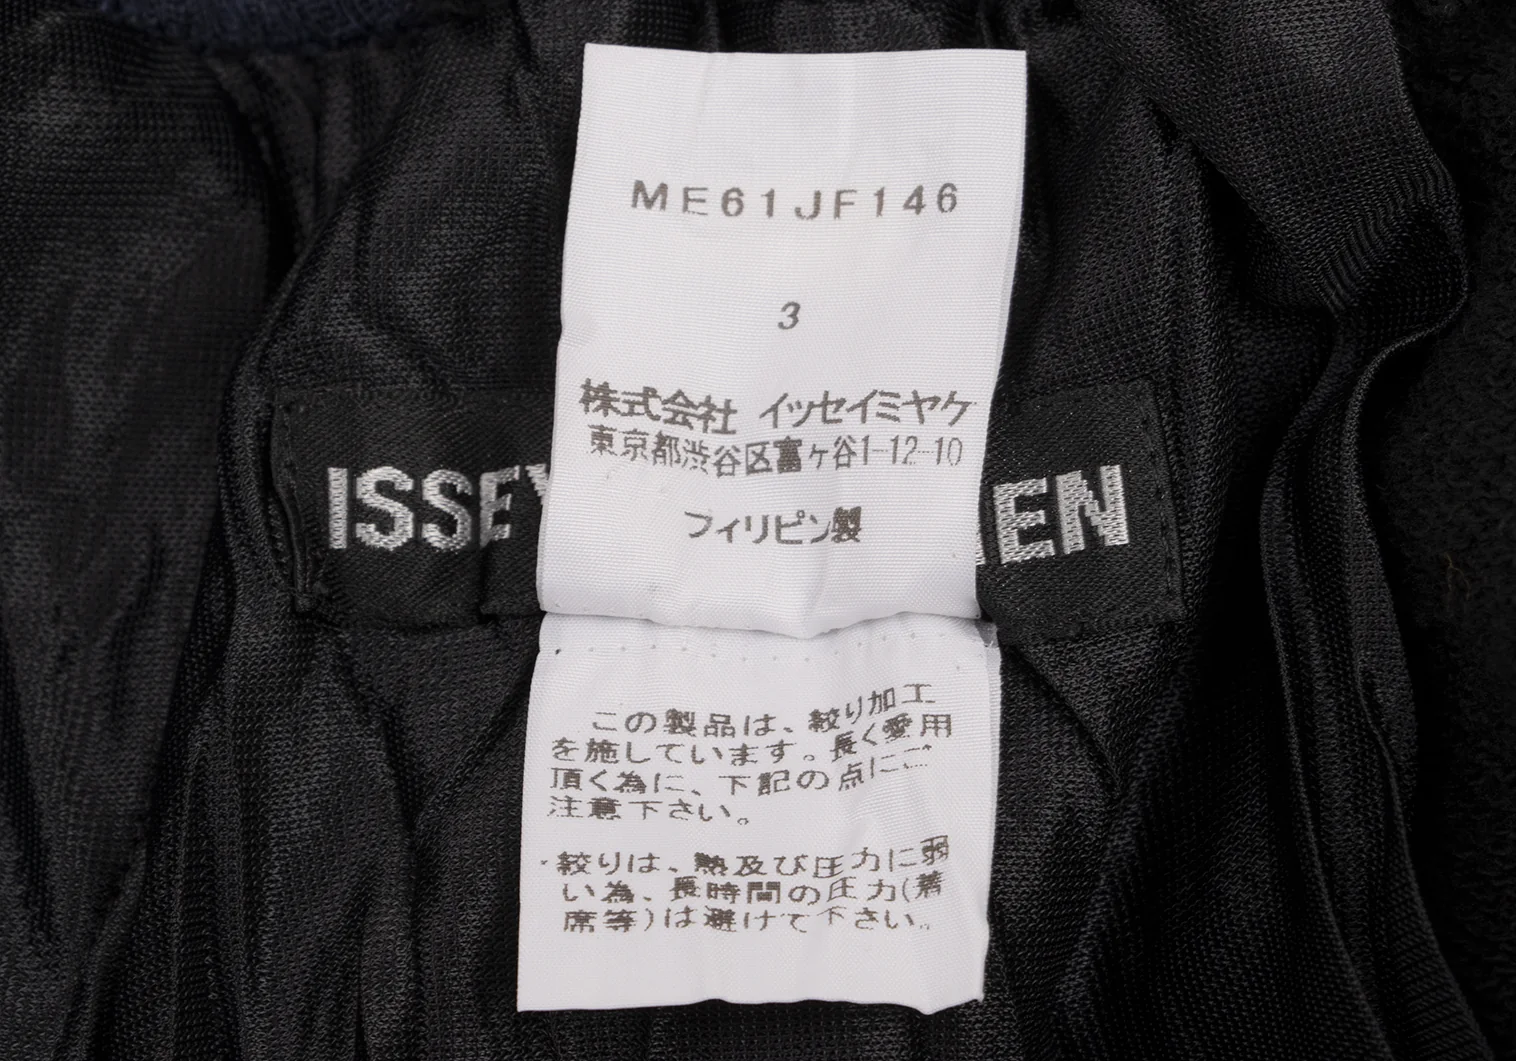 ME61JF146
3
株式会社 イッセイミヤケ
東京都渋谷区富ヶ谷1-12-10
ISSEY
EN
フィリピン製
この製品は、絞り加工
を施しています。長く愛用
頂く為に、下記の点にご
注意下さい。
・絞りは、熱及び圧力に弱
い為、長時間の圧力(着
席等)は避けて下さい。